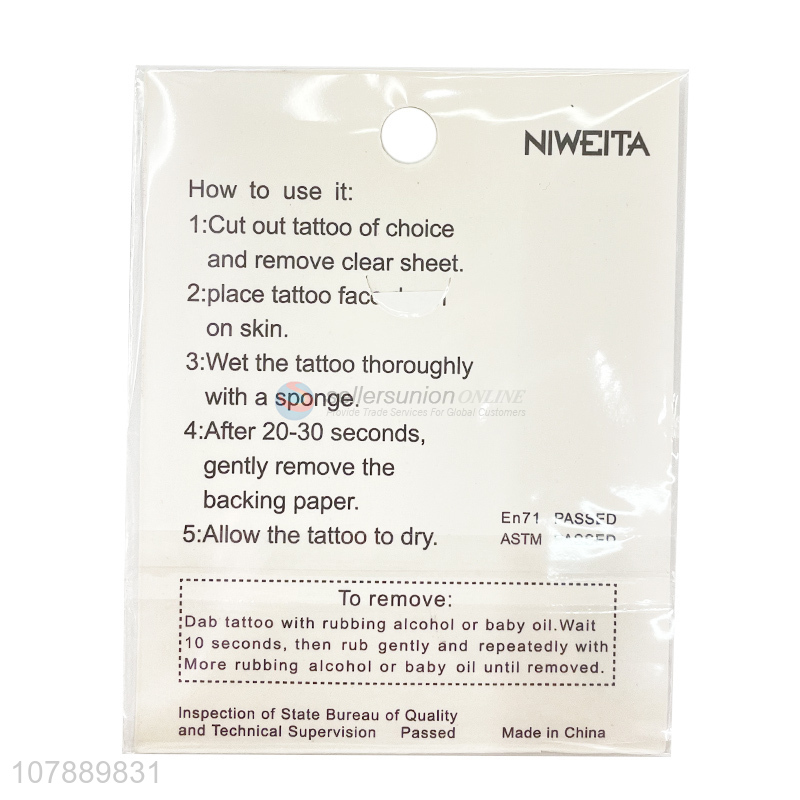 NIWEITA
How to use it:
1:Cut out tattoo of choice
and remove clear sheet.
2:place tattoo
on skin.
3:Wet the tattoo thoroughly
with a sponge.
sellersunion ONLINE
Provide Trade Services For Global Customers
4:After 20-30 seconds,
gently remove the
backing paper.
5:Allow the tattoo to dry.
En71 PASSED
ASTM
To remove:
Dab tattoo with rubbing alcohol or baby oil.Wait
10 seconds, then rub gently and repeatedly with
More rubbing alcohol or baby oil until removed.
Inspection of State Bureau of Quality
and Technical Supervision Passed
Made in China
107889831